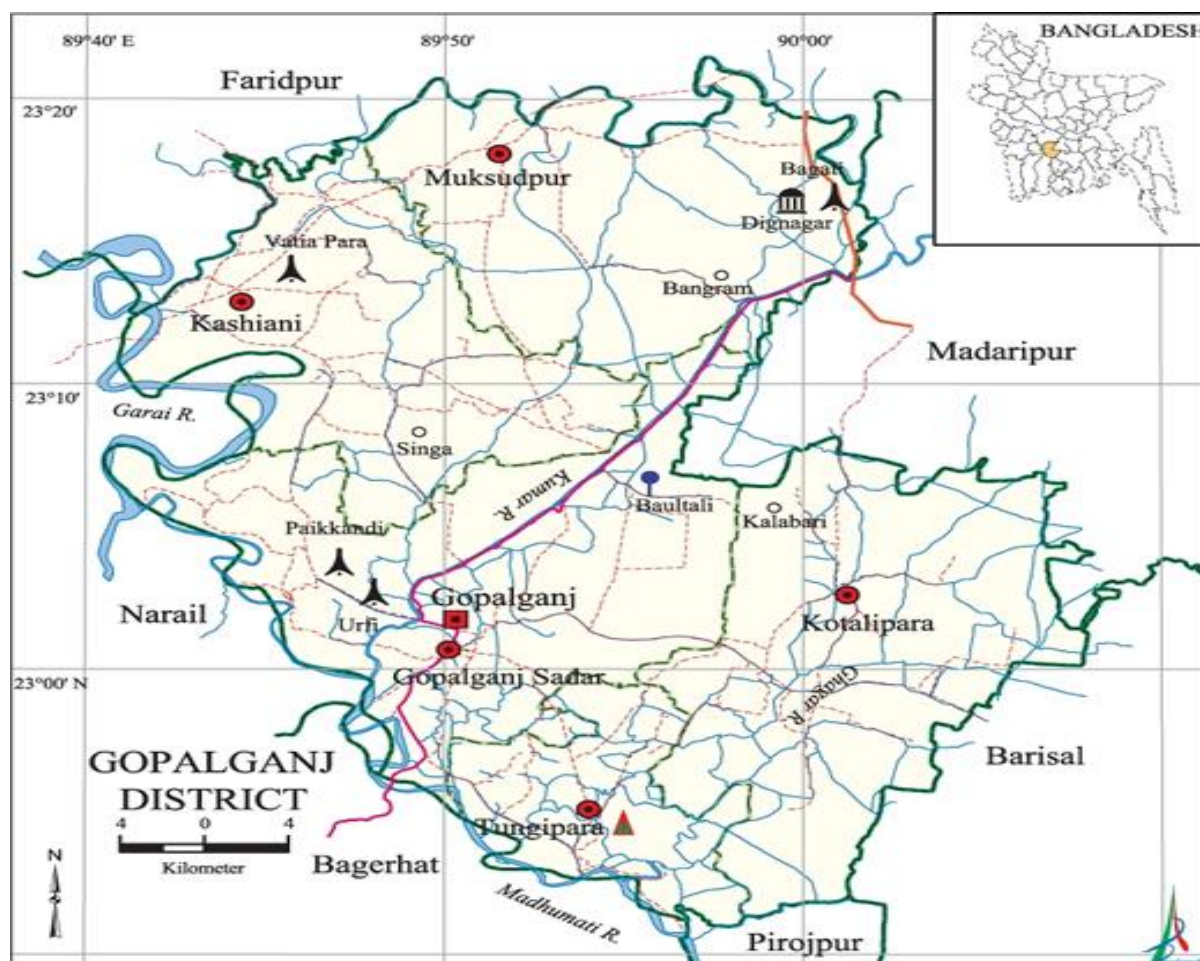 89°40' E
89°50'
90°00'
BANGLADESH
Faridpur
23°20'
Muksudpur
Bagati
Dignagar
Vatia Para
Bangram
Kashiani
Madaripur
23°10'
Garai R.
Singa
Kumar R.
Baultali
Kalabari
Paikkandi
Narail
Gopalganj
Urfi
Kotalipara
Gopalganj Sadar
23°00' N
Ghagar R.
GOPALGANJ
DISTRICT
Barisal
4 0 4
Kilometer
Tungipara
N
Bagerhat
Madhumati R.
Pirojpur